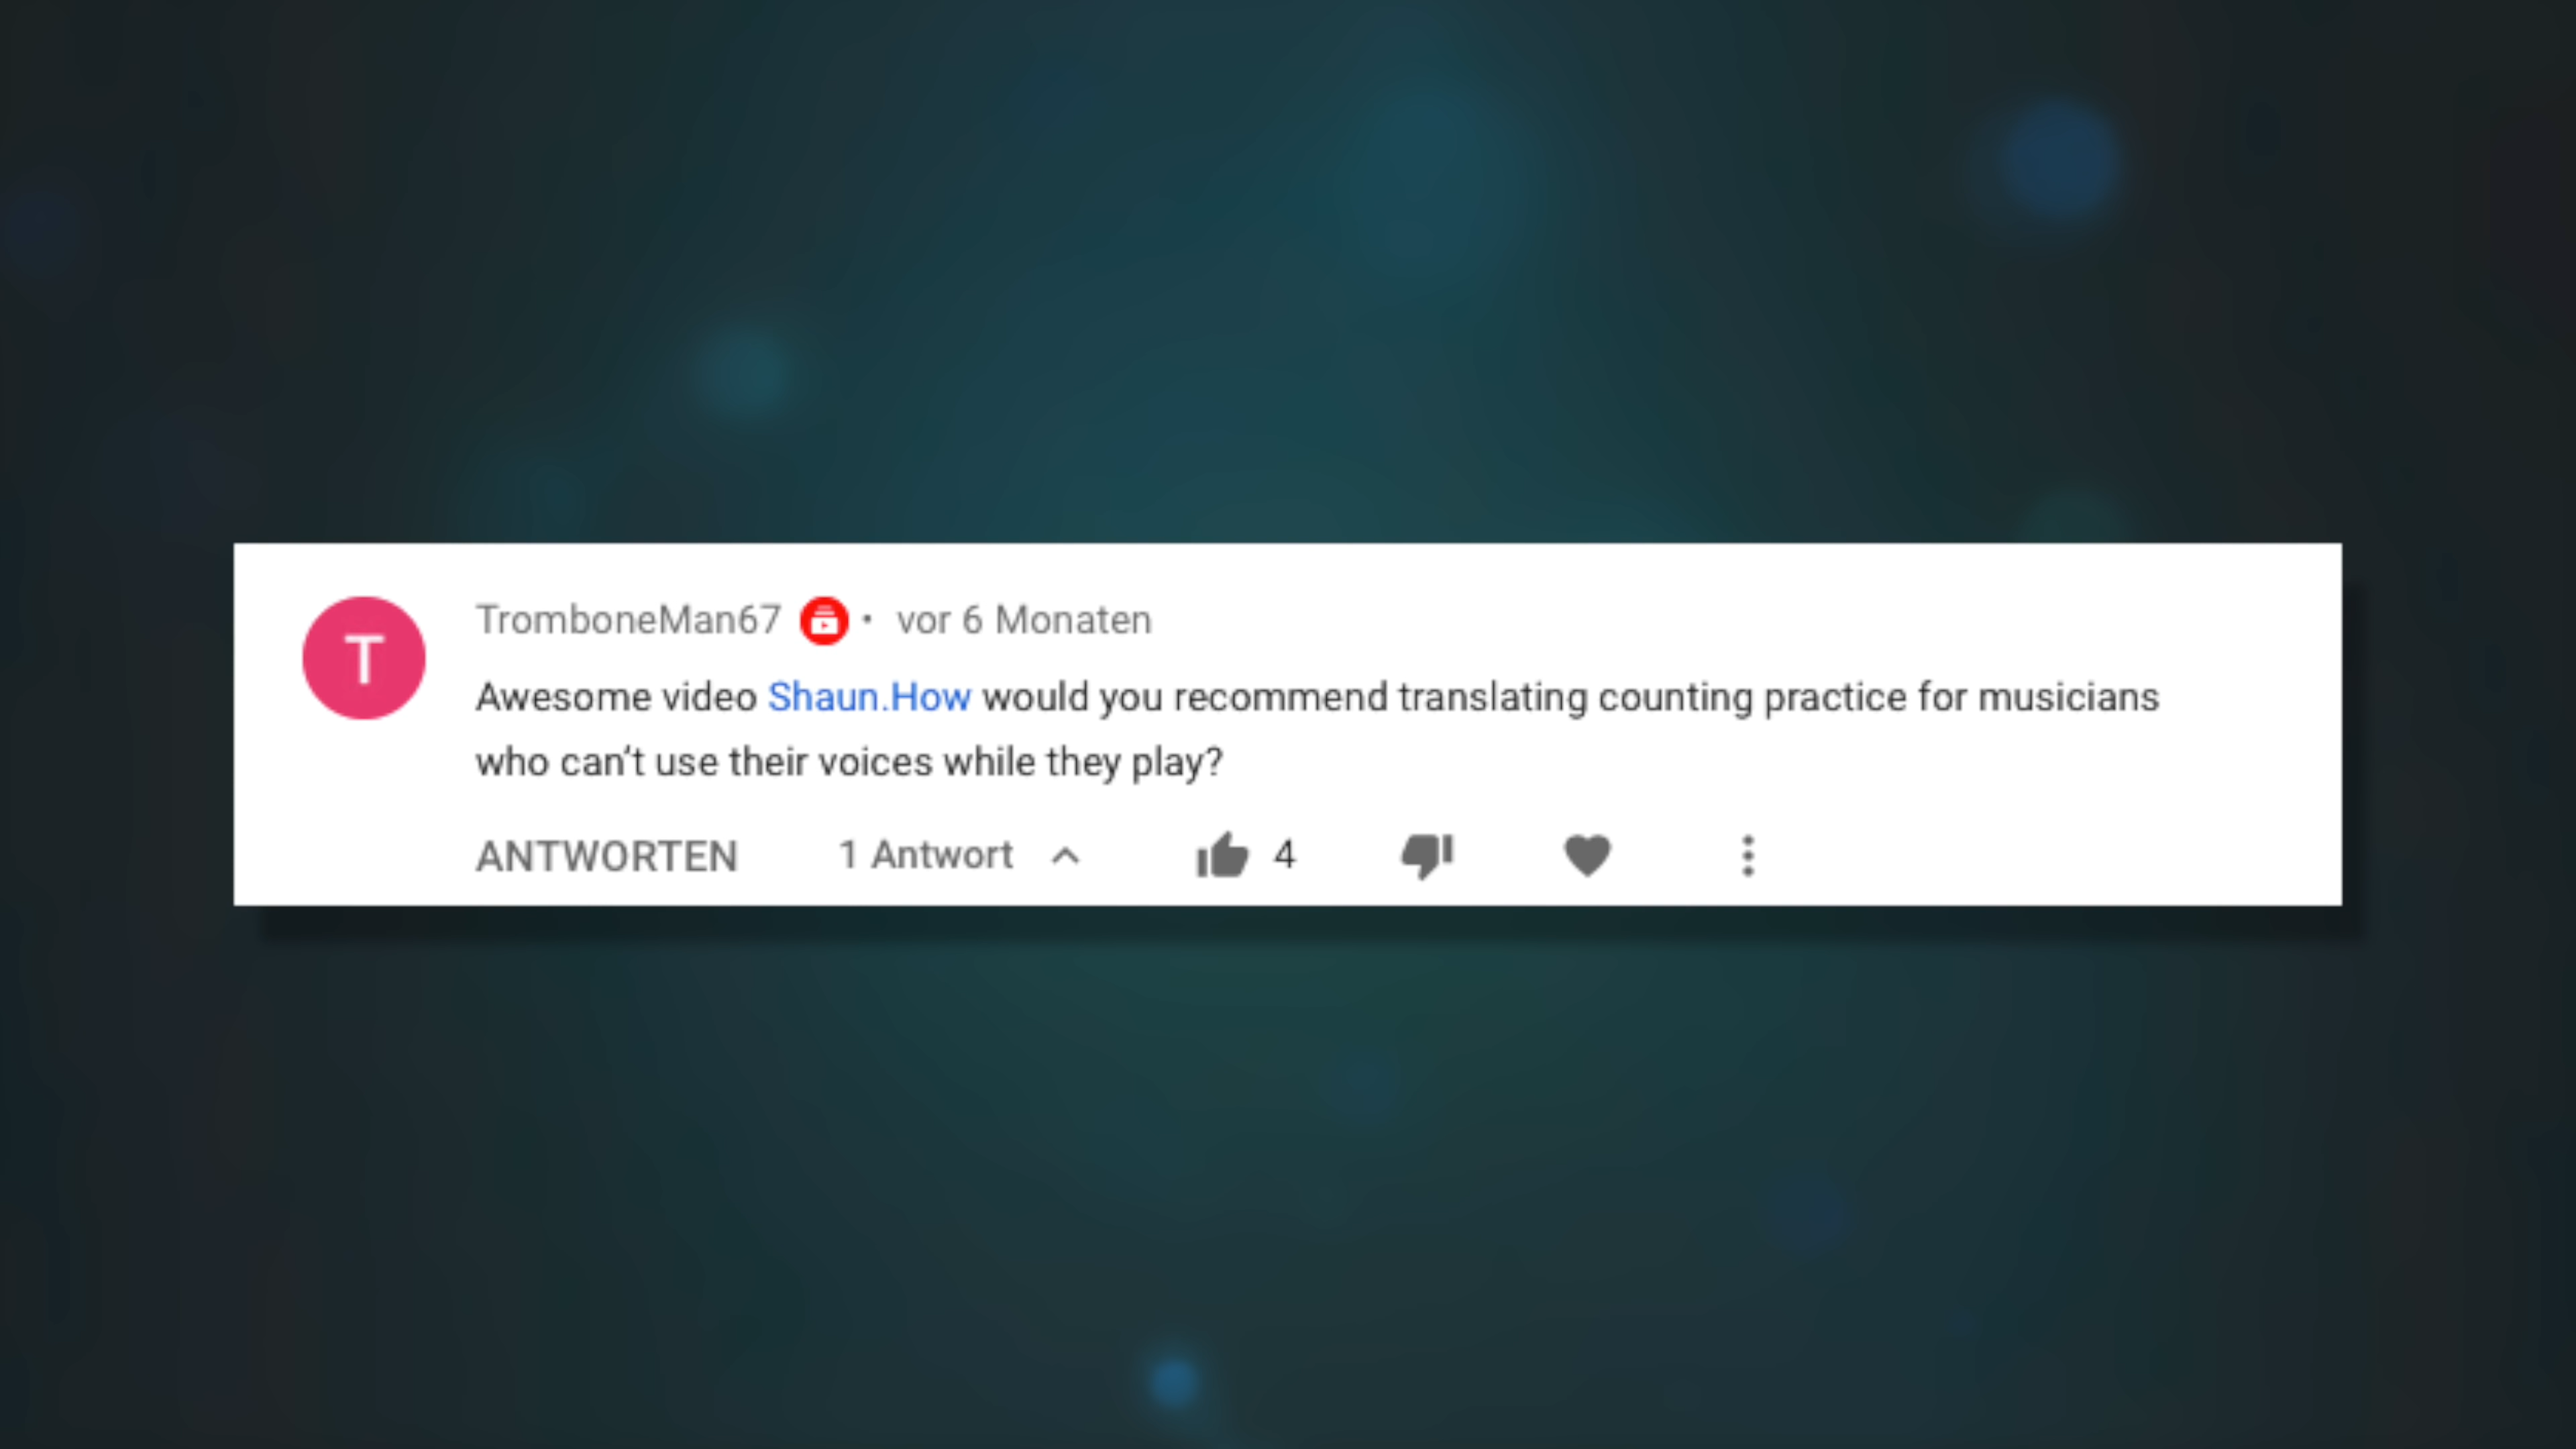 T
TromboneMan67 • vor 6 Monaten
Awesome video Shaun.How would you recommend translating counting practice for musicians
who can't use their voices while they play?
ANTWORTEN 1 Antwort 4